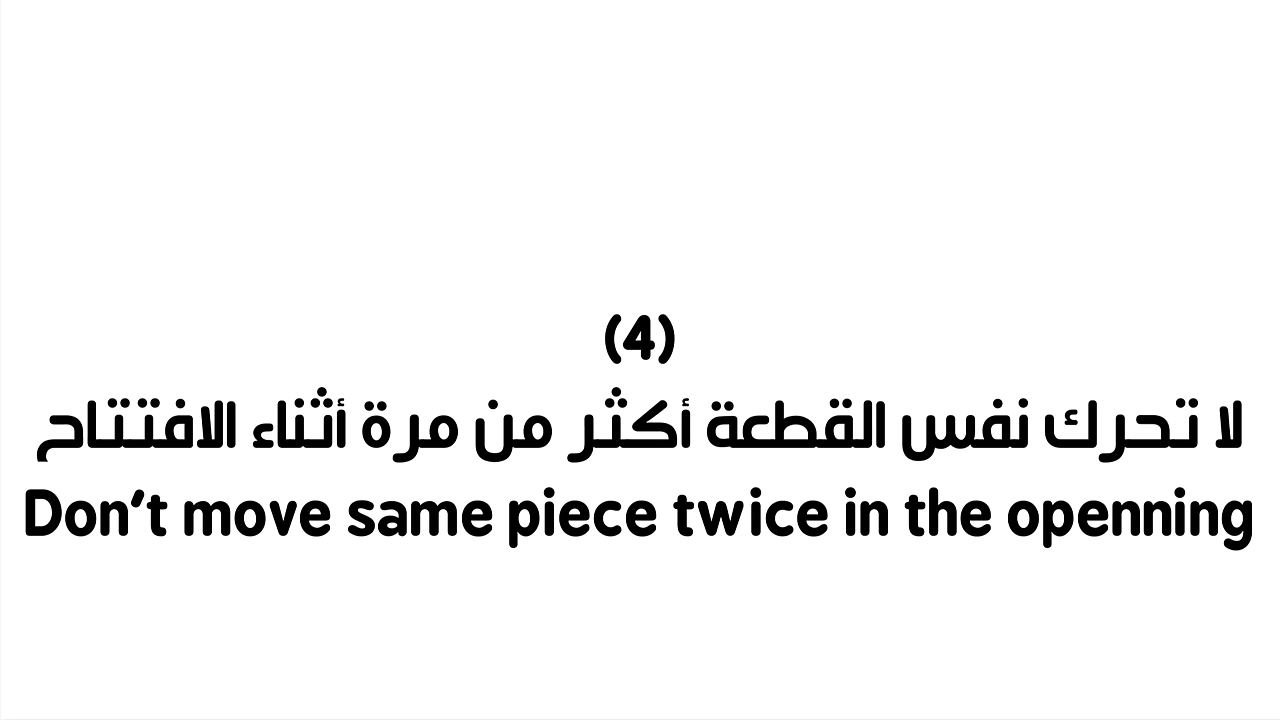 (4)
لا تحرك نفس القطعة أكثر من مرة أثناء الافتتاح
Don't move same piece twice in the openning